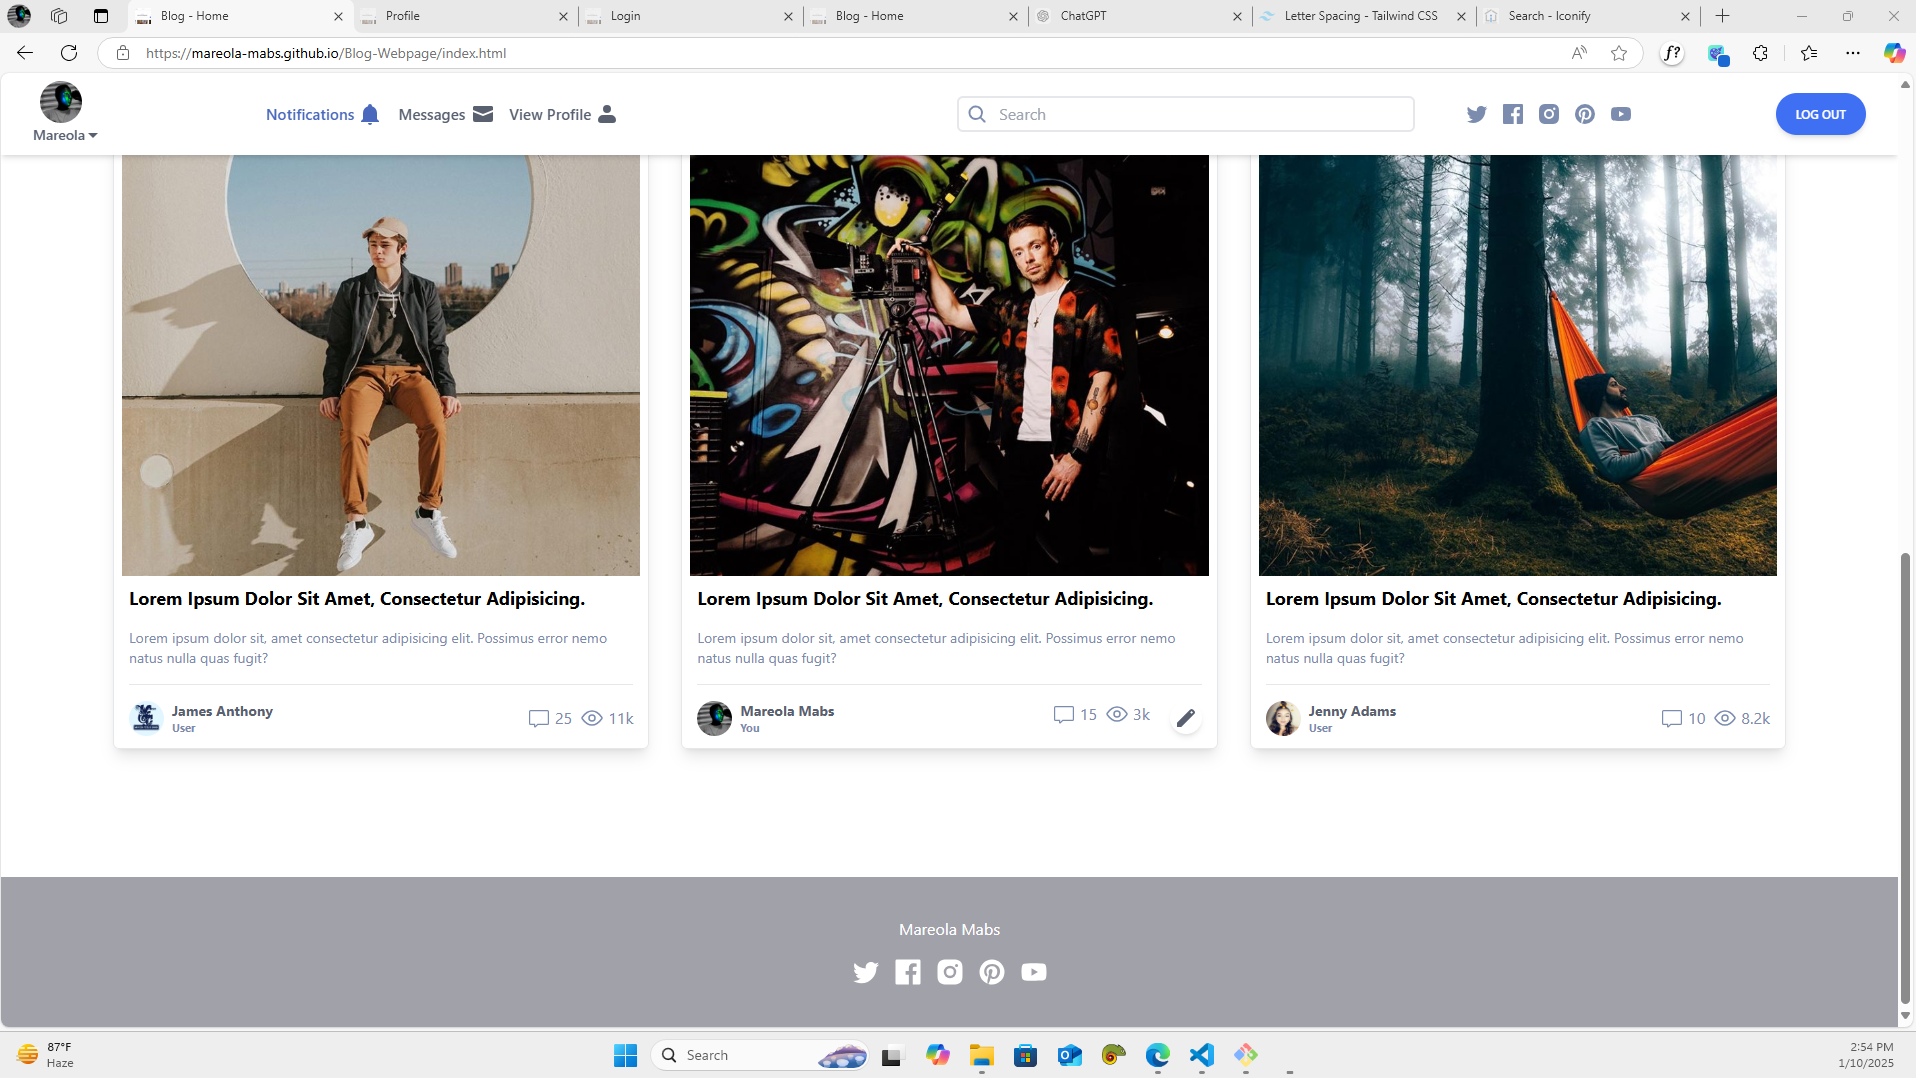 Blog - Home
Profile
Login
Blog - Home
ChatGPT
Letter Spacing - Tailwind CSS
Search - Iconify
https://mareola-mabs.github.io/Blog-Webpage/index.html
Mareola
Notifications
Messages
View Profile
Search
LOG OUT
Lorem Ipsum Dolor Sit Amet, Consectetur Adipisicing.
Lorem ipsum dolor sit, amet consectetur adipisicing elit. Possimus error nemo
natus nulla quas fugit?
James Anthony
User
25
11k
Lorem Ipsum Dolor Sit Amet, Consectetur Adipisicing.
Lorem ipsum dolor sit, amet consectetur adipisicing elit. Possimus error nemo
natus nulla quas fugit?
Mareola Mabs
You
15
3k
Lorem Ipsum Dolor Sit Amet, Consectetur Adipisicing.
Lorem ipsum dolor sit, amet consectetur adipisicing elit. Possimus error nemo
natus nulla quas fugit?
Jenny Adams
User
10
8.2k
Mareola Mabs
87°F
Haze
Search
2:54 PM
1/10/2025